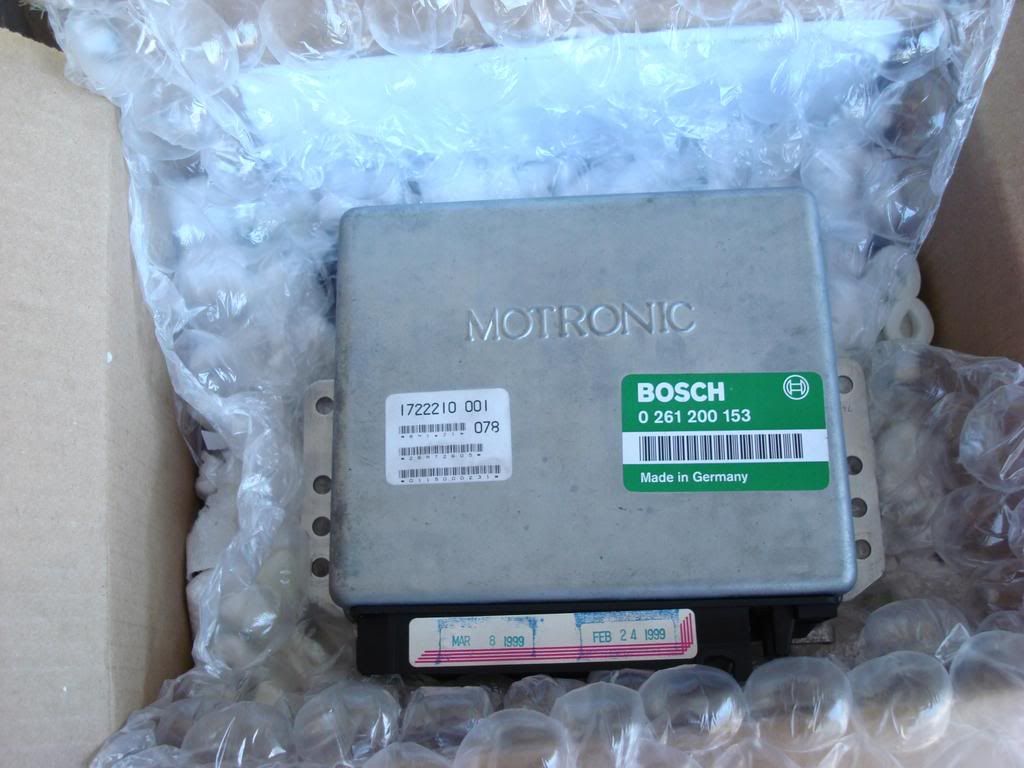 MOTRONIC
1722210 001
078
BOSCH
0 261 200 153
Made in Germany
MAR 8 1999
FEB 24 1999